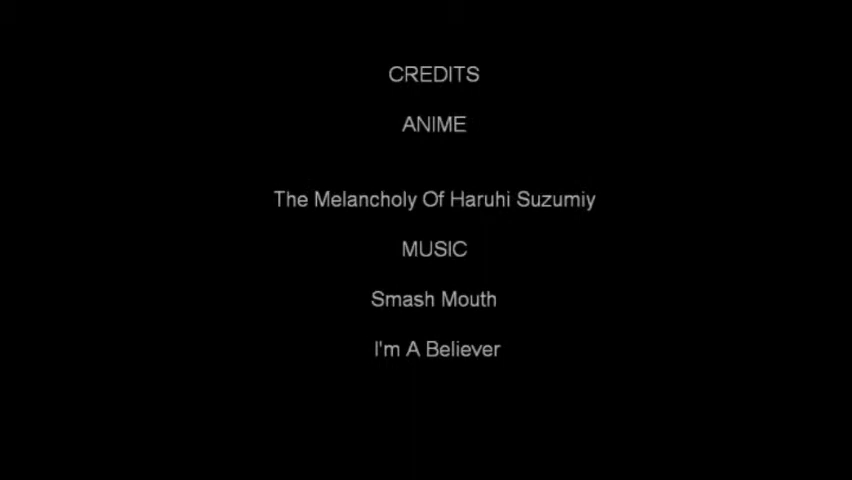 CREDITS
ANIME
The Melancholy Of Haruhi Suzumiy
MUSIC
Smash Mouth
I'm A Believer